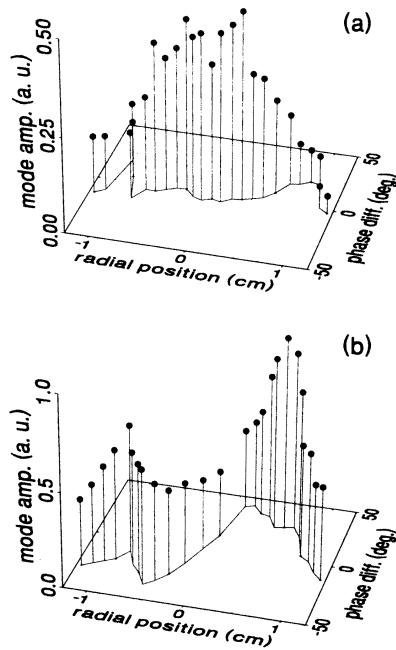 (a)
0.50
0.25
0.00
mode amp. (a. u.)
-1
0
1
radial position (cm)
-50
0
50
phase diff. (deg.)
(b)
1.0
0.5
0.0
mode amp. (a. u.)
-1
0
1
radial position (cm)
-50
0
50
phase diff. (deg.)